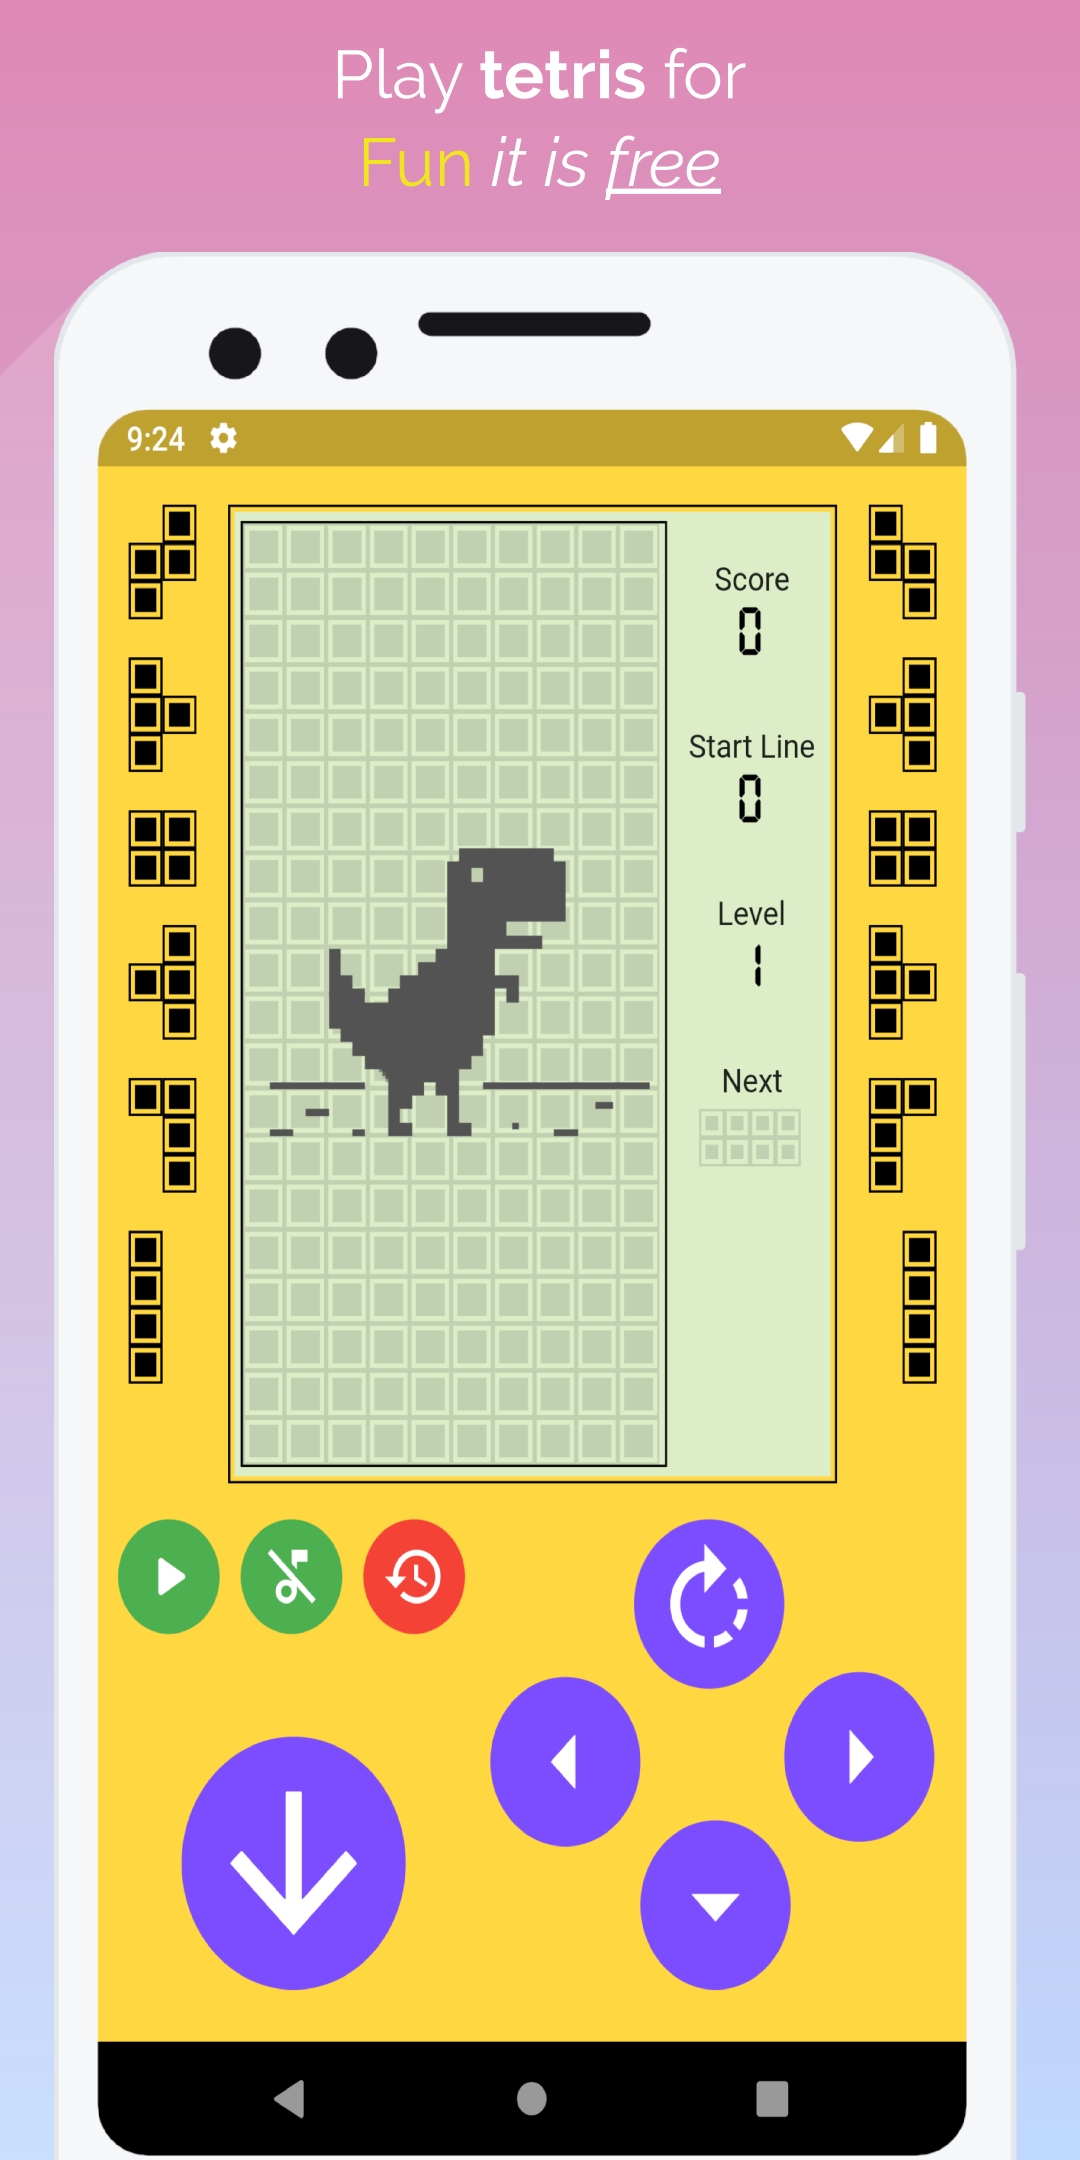 Play tetris for
Fun it is free
9:24
Score
0
Start Line
0
Level
1
Next